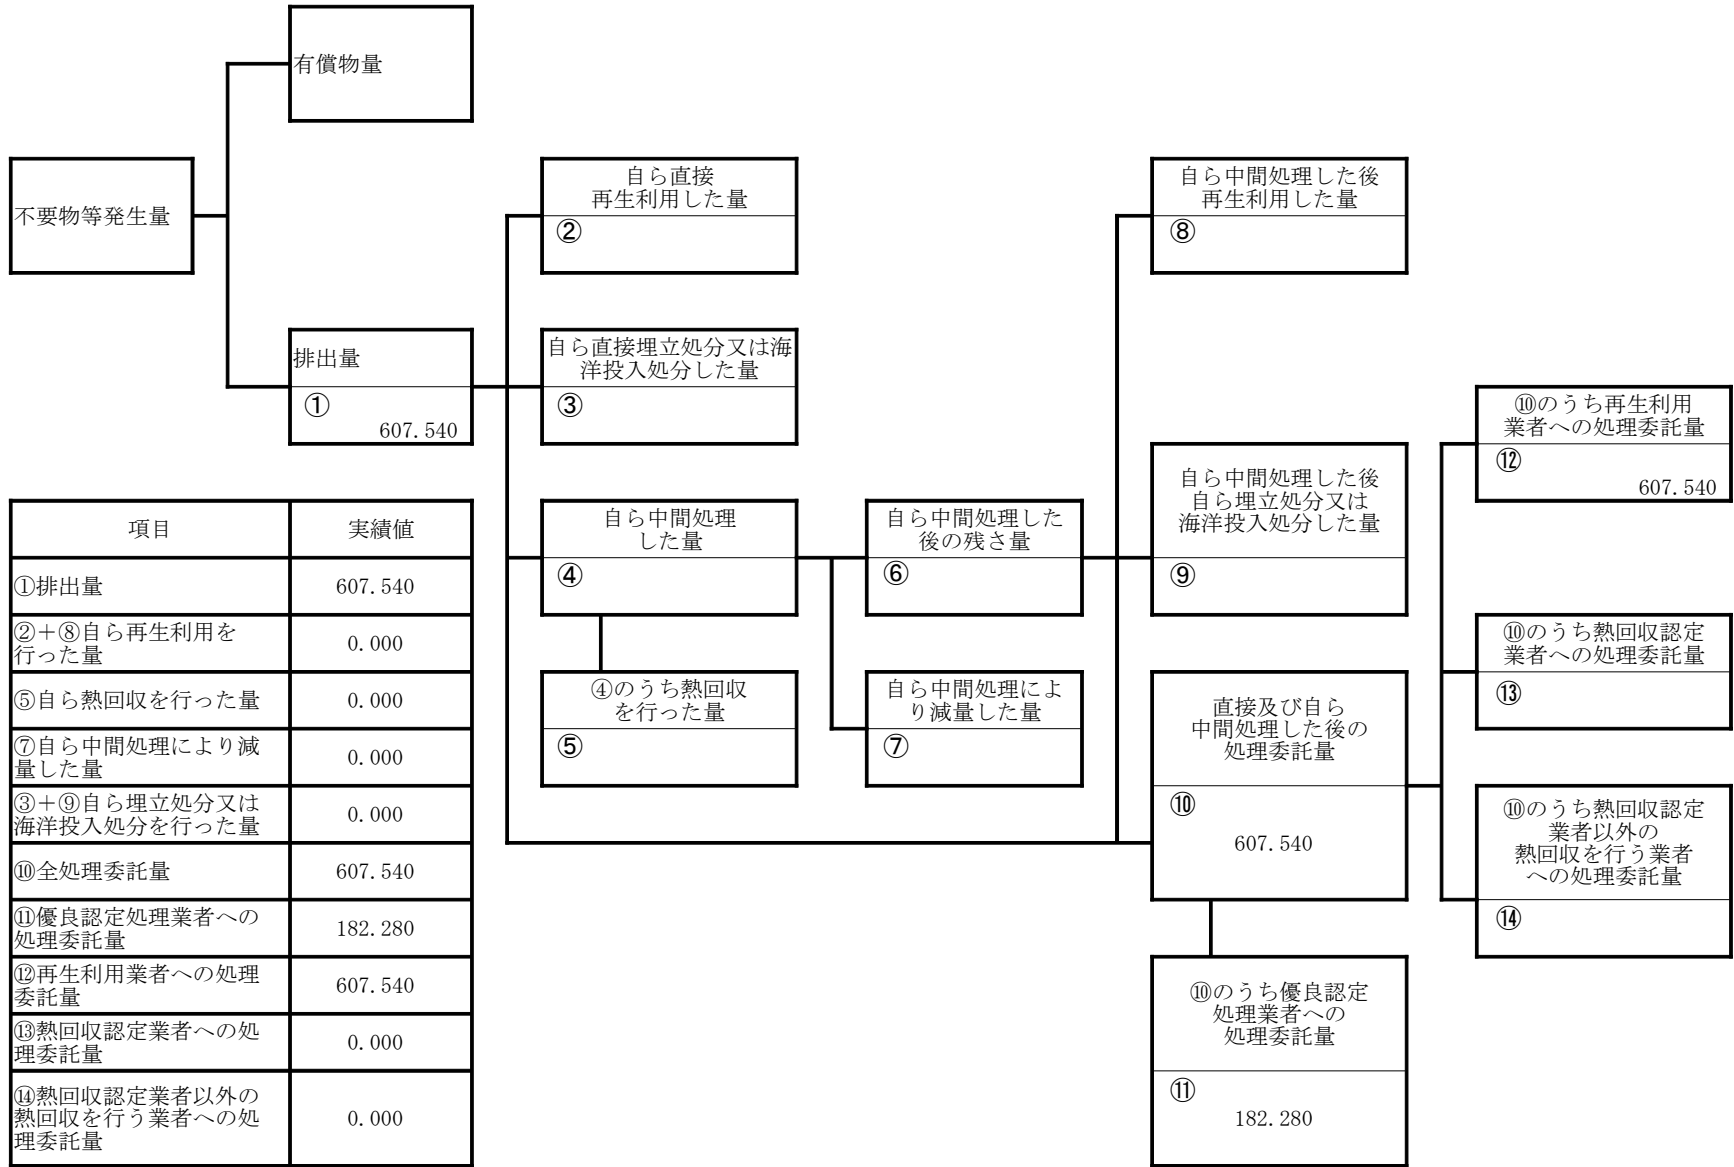 有償物量
不要物等発生量
自ら直接
再生利用した量
②
自ら中間処理した後
再生利用した量
⑧
排出量
①
607.540
自ら直接埋立処分又は海
洋投入処分した量
③
⑩のうち再生利用
業者への処理委託量
⑫
607.540
自ら中間処理
した量
④
自ら中間処理した
後の残さ量
⑥
自ら中間処理した後
自ら埋立処分又は
海洋投入処分した量
⑨
⑩のうち熱回収認定
業者への処理委託量
⑬
④のうち熱回収
を行った量
⑤
自ら中間処理によ
り減量した量
⑦
直接及び自ら
中間処理した後の
処理委託量
⑩
607.540
⑩のうち熱回収認定
業者以外の
熱回収を行う業者
への処理委託量
⑭
⑩のうち優良認定
処理業者への
処理委託量
⑪
182.280
項目 実績値
①排出量 607.540
②＋⑧自ら再生利用を
行った量 0.000
⑤自ら熱回収を行った量 0.000
⑦自ら中間処理により減
量した量 0.000
③＋⑨自ら埋立処分又は
海洋投入処分を行った量 0.000
⑩全処理委託量 607.540
⑪優良認定処理業者への
処理委託量 182.280
⑫再生利用業者への処理
委託量 607.540
⑬熱回収認定業者への処
理委託量 0.000
⑭熱回収認定業者以外の
熱回収を行う業者への処
理委託量 0.000